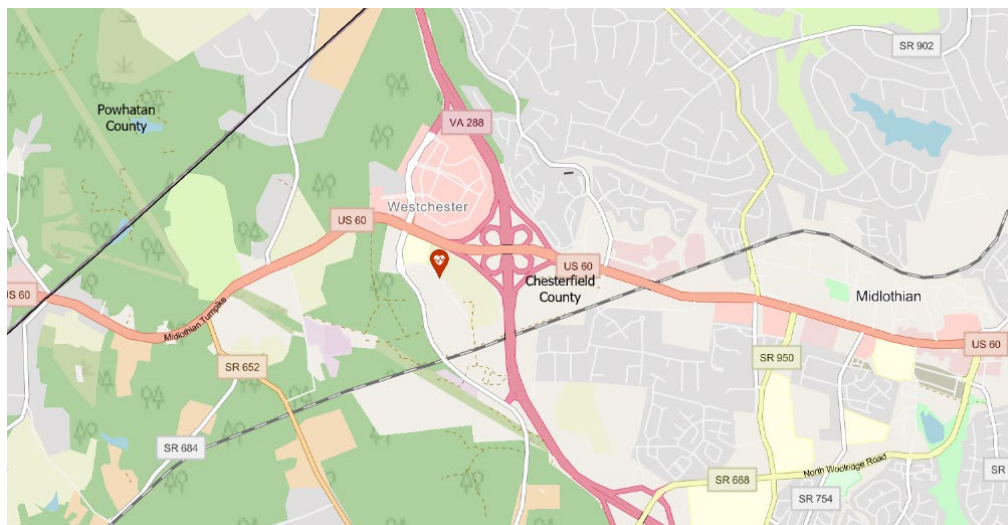 SR 902
Powhatan
County
VA 288
Westchester
US 60
US 60
Chesterfield
County
US 60
Midlothian
Midlothian Turnpike
US 60
SR 950
SR 652
SR 684
North Woolridge Road
SR 668
SR 754
SR